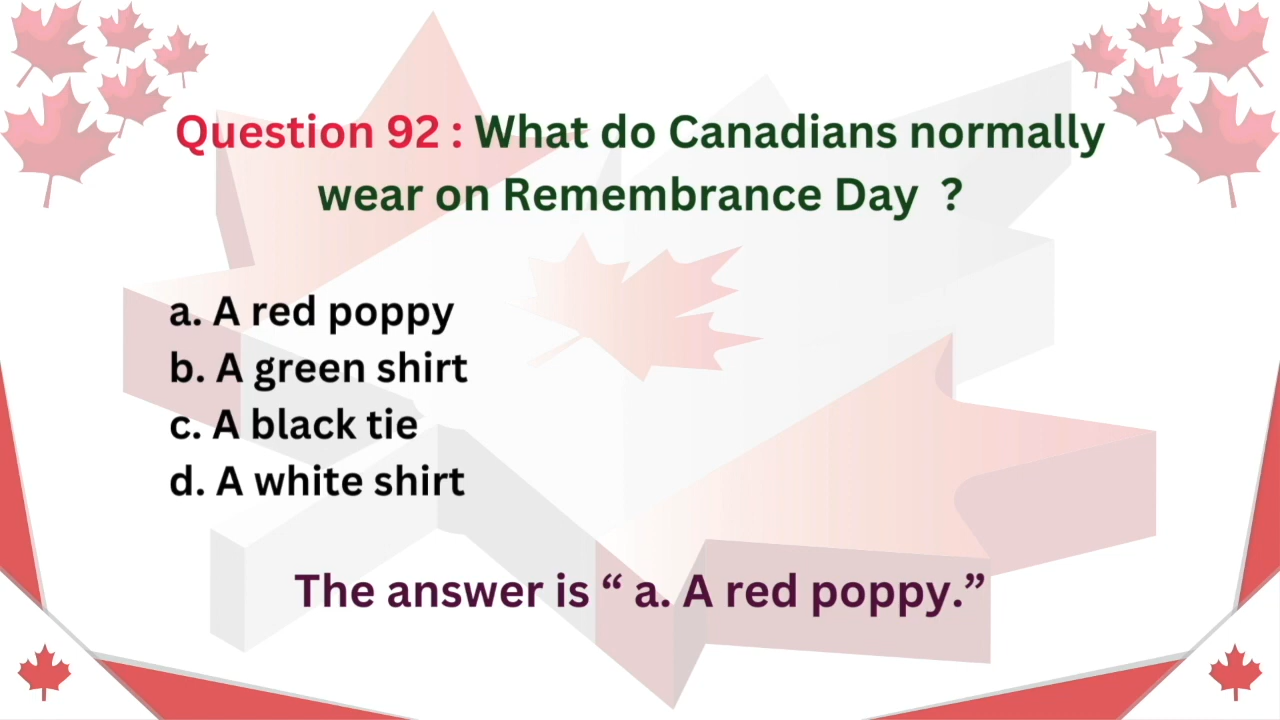 Question 92 : What do Canadians normally
wear on Remembrance Day ?
a. A red poppy
b. A green shirt
c. A black tie
d. A white shirt
The answer is “ a. A red poppy.”